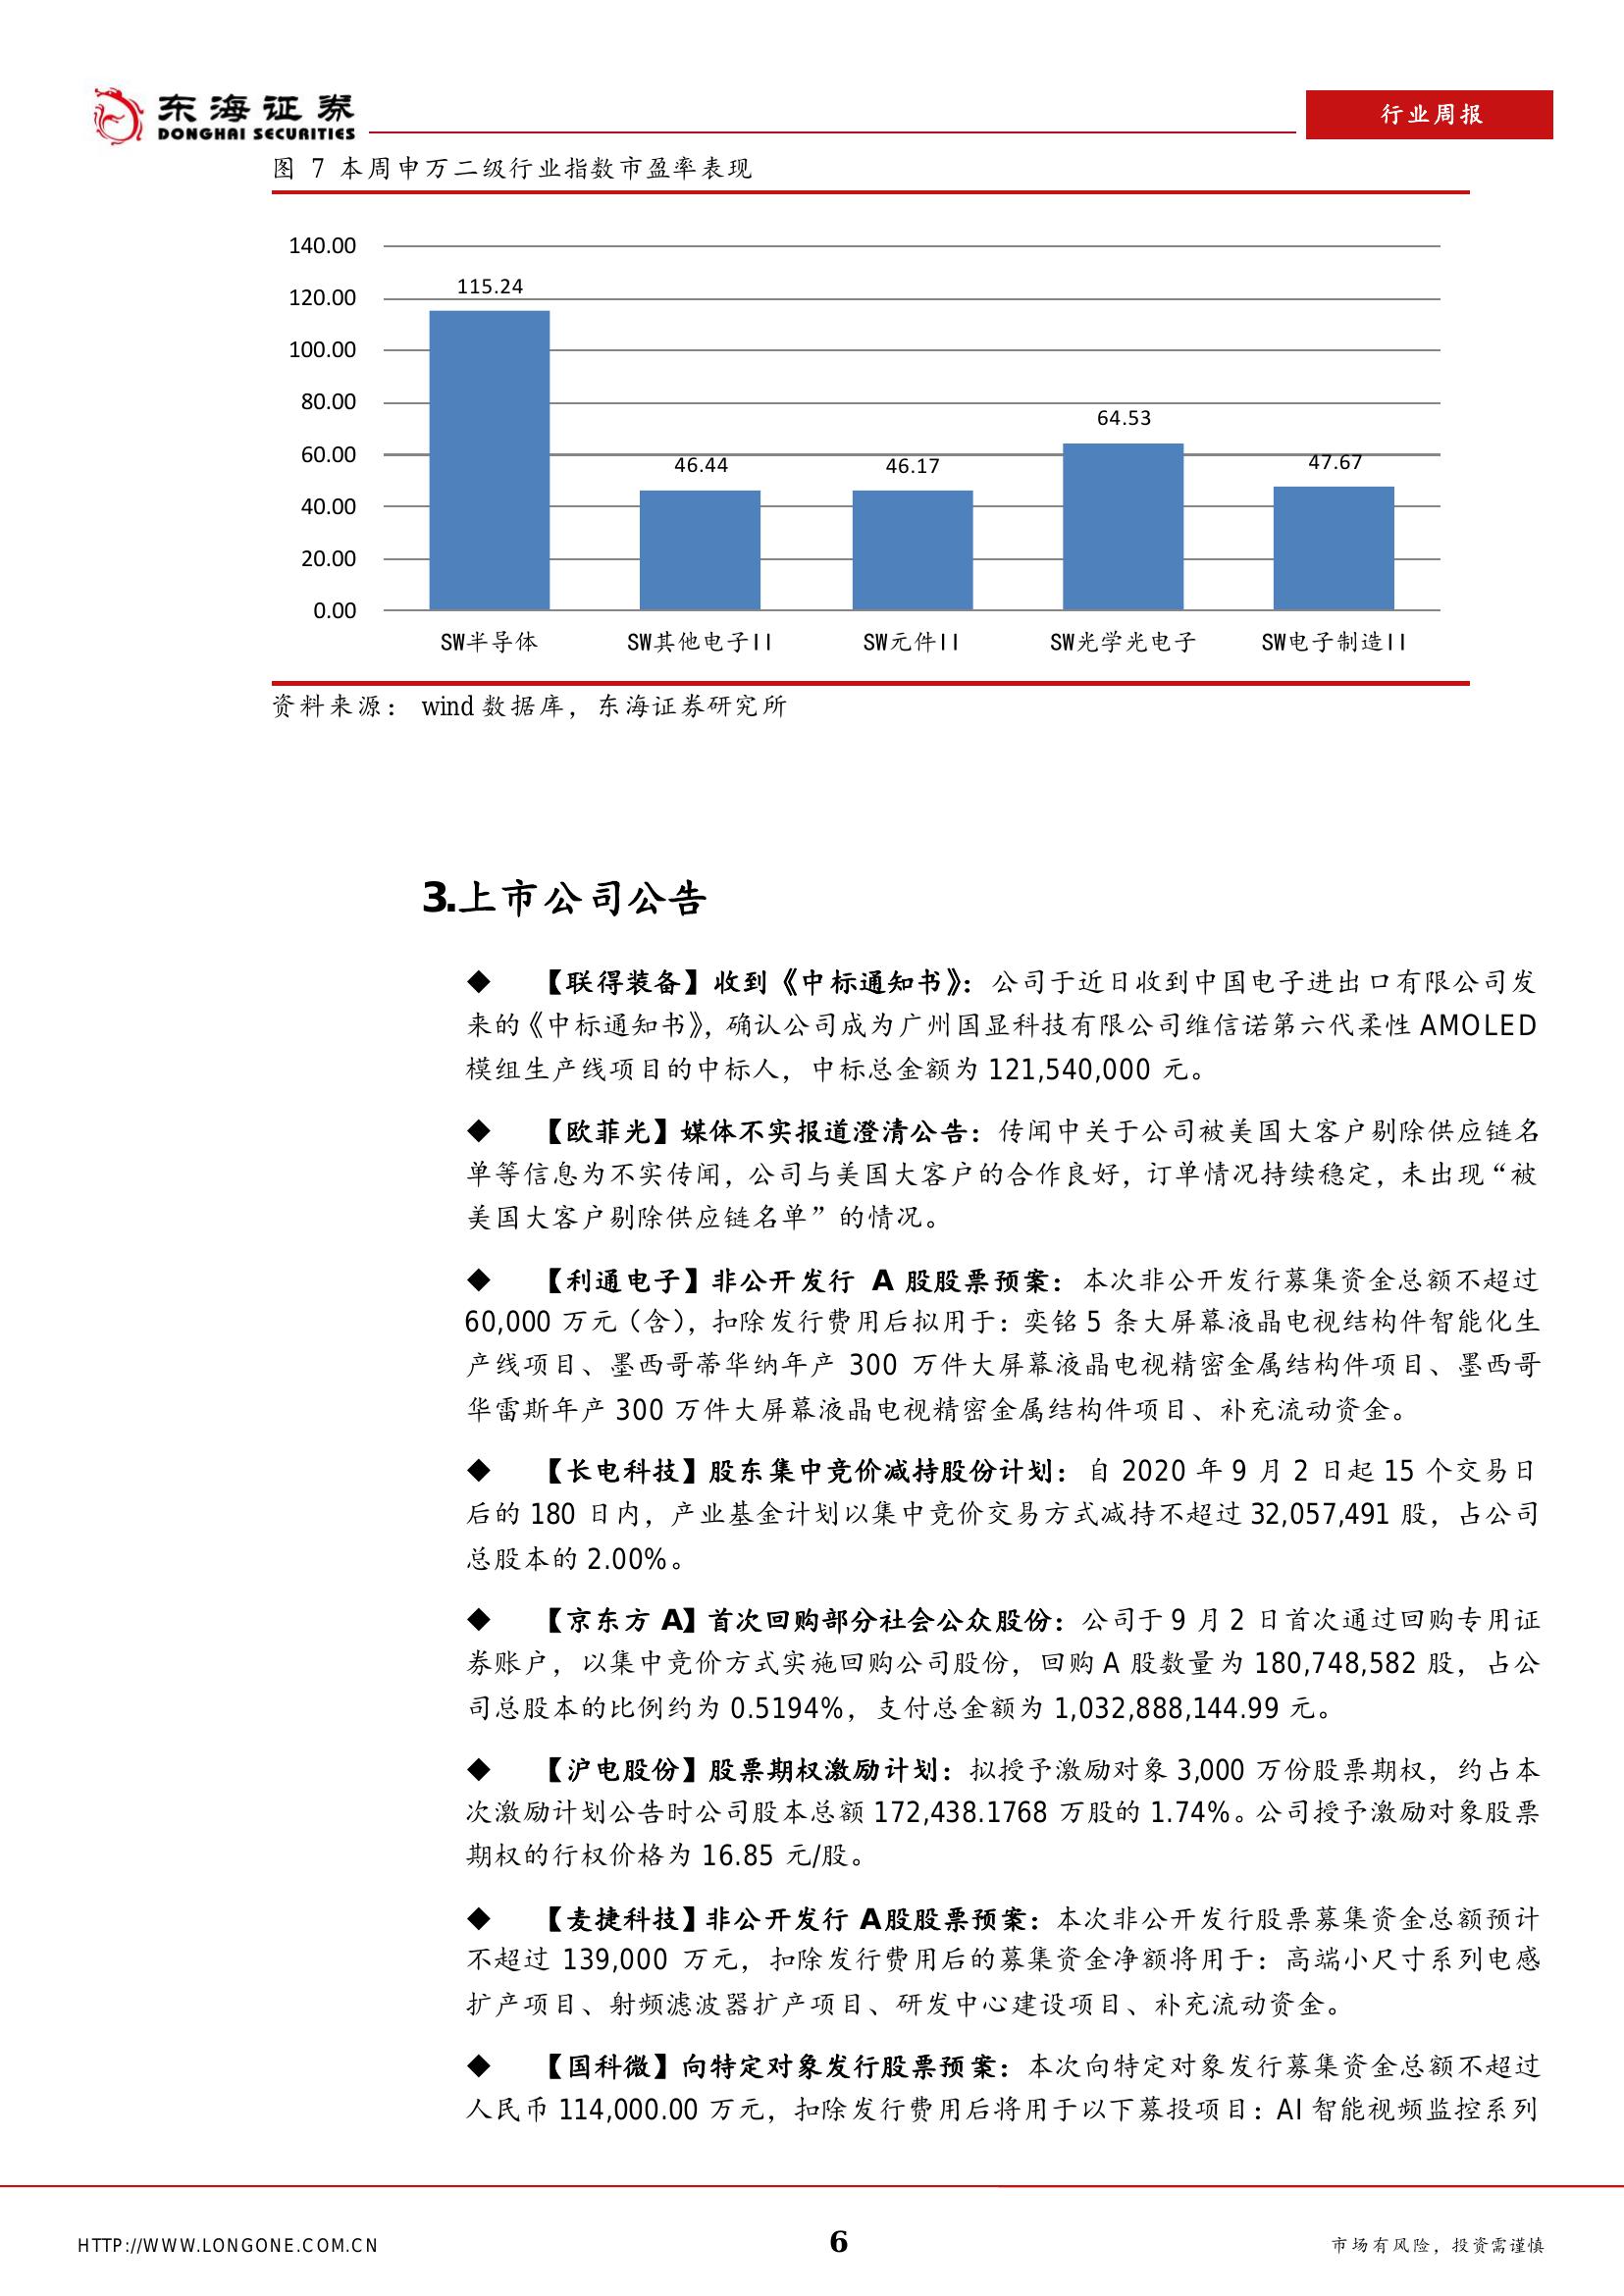 东海证券
DONGHAI SECURITIES
行业周报
图 7 本周申万二级行业指数市盈率表现
140.00
120.00
100.00
80.00
60.00
40.00
20.00
0.00
115.24
46.44
46.17
64.53
47.67
SW半导体
SW其他电子II
SW元件II
SW光学光电子
SW电子制造II
资料来源： wind 数据库，东海证券研究所
3.上市公司公告
◆ 【联得装备】收到《中标通知书》：公司于近日收到中国电子进出口有限公司发
来的《中标通知书》，确认公司成为广州国显科技有限公司维信诺第六代柔性 AMOLED
模组生产线项目的中标人，中标总金额为 121,540,000 元。
◆ 【欧菲光】媒体不实报道澄清公告：传闻中关于公司被美国大客户剔除供应链名
单等信息为不实传闻，公司与美国大客户的合作良好，订单情况持续稳定，未出现“被
美国大客户剔除供应链名单”的情况。
◆ 【利通电子】非公开发行 A 股股票预案：本次非公开发行募集资金总额不超过
60,000 万元（含），扣除发行费用后拟用于：奕铭 5 条大屏幕液晶电视结构件智能化生
产线项目、墨西哥蒂华纳年产 300 万件大屏幕液晶电视精密金属结构件项目、墨西哥
华雷斯年产 300 万件大屏幕液晶电视精密金属结构件项目、补充流动资金。
◆ 【长电科技】股东集中竞价减持股份计划：自 2020 年 9 月 2 日起 15 个交易日
后的 180 日内，产业基金计划以集中竞价交易方式减持不超过 32,057,491 股，占公司
总股本的 2.00%。
◆ 【京东方 A】首次回购部分社会公众股份：公司于 9 月 2 日首次通过回购专用证
券账户，以集中竞价方式实施回购公司股份，回购 A 股数量为 180,748,582 股，占公
司总股本的比例约为 0.5194%，支付总金额为 1,032,888,144.99 元。
◆ 【沪电股份】股票期权激励计划：拟授予激励对象 3,000 万份股票期权，约占本
次激励计划公告时公司股本总额 172,438.1768 万股的 1.74%。公司授予激励对象股票
期权的行权价格为 16.85 元/股。
◆ 【麦捷科技】非公开发行 A股股票预案：本次非公开发行股票募集资金总额预计
不超过 139,000 万元，扣除发行费用后的募集资金净额将用于：高端小尺寸系列电感
扩产项目、射频滤波器扩产项目、研发中心建设项目、补充流动资金。
◆ 【国科微】向特定对象发行股票预案：本次向特定对象发行募集资金总额不超过
人民币 114,000.00 万元，扣除发行费用后将用于以下募投项目：AI 智能视频监控系列
HTTP://WWW.LONGONE.COM.CN
6
市场有风险，投资需谨慎